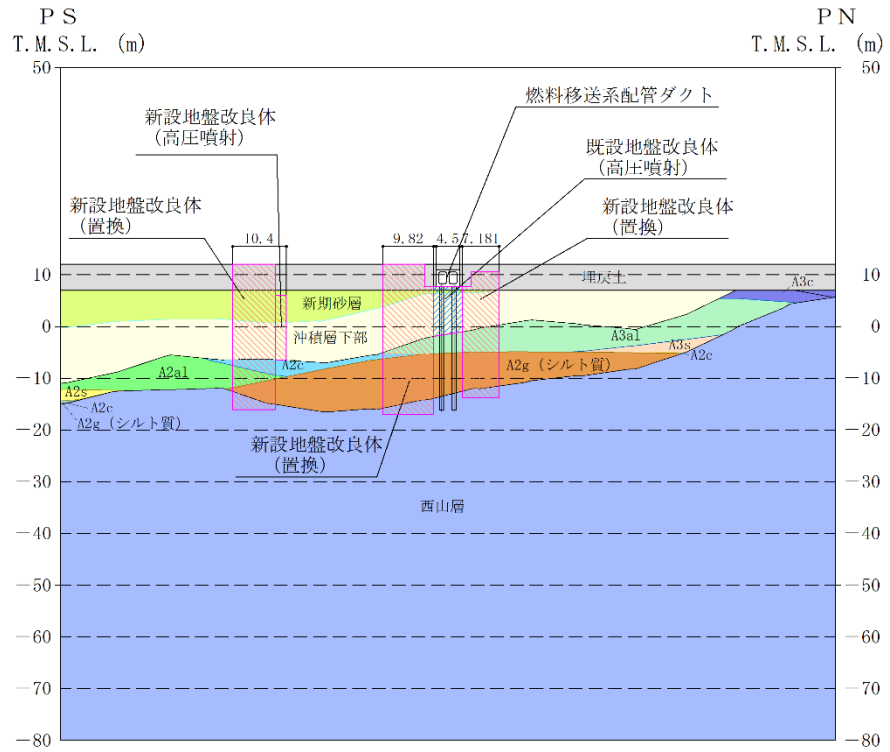 PS
PN
T.M.S.L. (m)
T.M.S.L. (m)
50
50
燃料移送系配管ダクト
新設地盤改良体
(高圧噴射)
既設地盤改良体
(高圧噴射)
新設地盤改良体
(置換)
新設地盤改良体
(置換)
10.4
9.82
4.5
7.181
10
埋戻土
A3c
10
新期砂層
0
沖積層下部
A3al
0
A3s
A2al
A2c
A2g (シルト質)
A2c
-10
-10
A2s
A2c
A2g (シルト質)
-20
-20
新設地盤改良体
(置換)
-30
-30
西山層
-40
-40
-50
-50
-60
-60
-70
-70
-80
-80